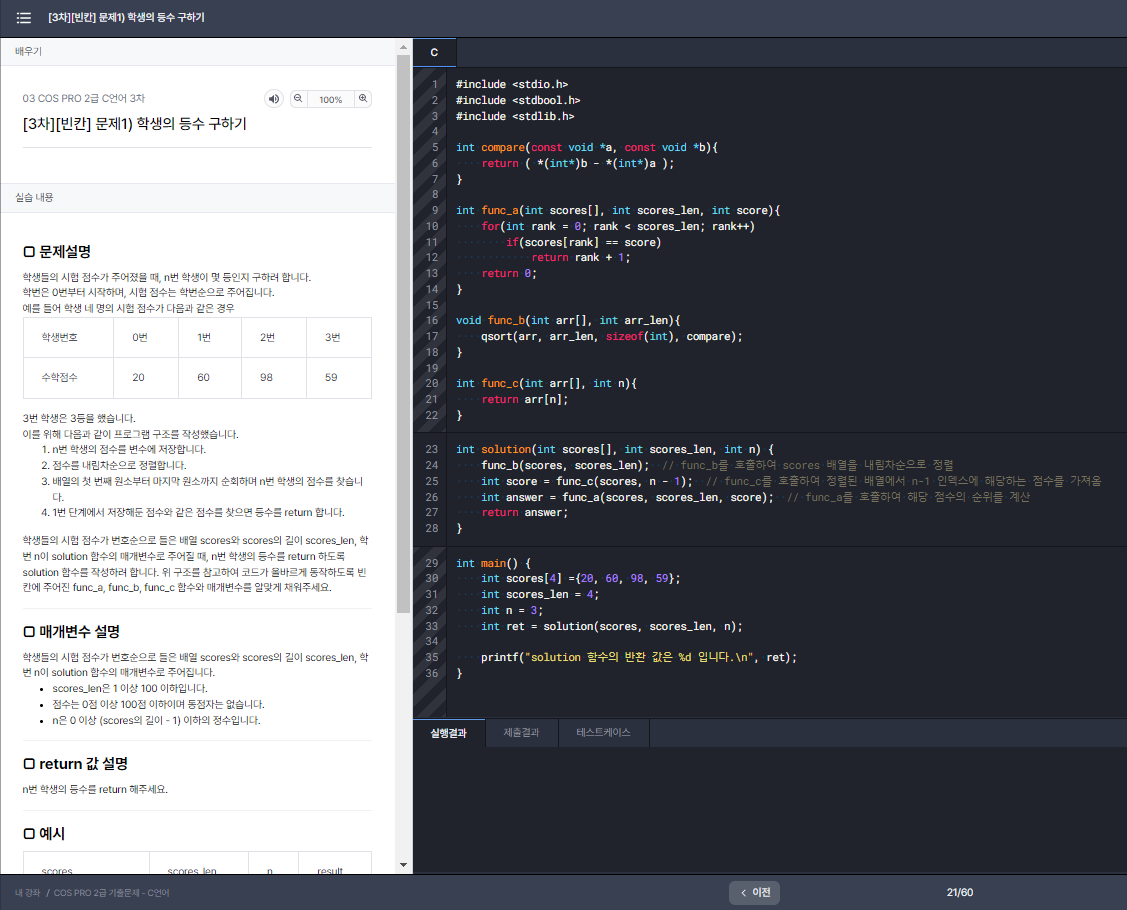 [3차][빈칸] 문제1) 학생의 등수 구하기
배우기
03 COS PRO 2급 C언어 3차
100%
[3차][빈칸] 문제1) 학생의 등수 구하기
실습 내용
문제설명
학생들의 시험 점수가 주어졌을 때, n번 학생이 몇 등인지 구하려 합니다.
학번은 0번부터 시작하며, 시험 점수는 학번순으로 주어집니다.
예를 들어 학생 네 명의 시험 점수가 다음과 같은 경우
학생번호 0번 1번 2번 3번
수학점수 20 60 98 59
3번 학생은 3등을 했습니다.
이를 위해 다음과 같이 프로그램 구조를 작성했습니다.
1. n번 학생의 점수를 변수에 저장합니다.
2. 점수를 내림차순으로 정렬합니다.
3. 배열의 첫 번째 원소부터 마지막 원소까지 순회하며 n번 학생의 점수를 찾습니
다.
4. 1번 단계에서 저장해둔 점수와 같은 점수를 찾으면 등수를 return 합니다.
학생들의 시험 점수가 번호순으로 들은 배열 scores와 scores의 길이 scores_len, 학
번 n이 solution 함수의 매개변수로 주어질 때, n번 학생의 등수를 return 하도록
solution 함수를 작성하려 합니다. 위 구조를 참고하여 코드가 올바르게 동작하도록 빈
칸에 주어진 func_a, func_b, func_c 함수와 매개변수를 알맞게 채워주세요.
매개변수 설명
학생들의 시험 점수가 번호순으로 들은 배열 scores와 scores의 길이 scores_len, 학
번 n이 solution 함수의 매개변수로 주어집니다.
• scores_len은 1 이상 100 이하입니다.
• 점수는 0점 이상 100점 이하이며 동점자는 없습니다.
• n은 0 이상 (scores의 길이 - 1) 이하의 정수입니다.
return 값 설명
n번 학생의 등수를 return 해주세요.
예시
scores scores_len n result
C
1 #include <stdio.h>
2 #include <stdbool.h>
3 #include <stdlib.h>
4
5 int compare(const void *a, const void *b){
6 return ( *(int*)b - *(int*)a );
7 }
8
9 int func_a(int scores[], int scores_len, int score){
10 for(int rank = 0; rank < scores_len; rank++)
11 if(scores[rank] == score)
12 return rank + 1;
13 return 0;
14 }
15
16 void func_b(int arr[], int arr_len){
17 qsort(arr, arr_len, sizeof(int), compare);
18 }
19
20 int func_c(int arr[], int n){
21 return arr[n];
22 }
23 int solution(int scores[], int scores_len, int n) {
24 func_b(scores, scores_len); // func_b를 호출하여 scores 배열을 내림차순으로 정렬
25 int score = func_c(scores, n - 1); // func_c를 호출하여 정렬된 배열에서 n-1 인덱스에 해당하는 점수를 가져옴
26 int answer = func_a(scores, scores_len, score); // func_a를 호출하여 해당 점수의 순위를 계산
27 return answer;
28 }
29 int main() {
30 int scores[4] ={20, 60, 98, 59};
31 int scores_len = 4;
32 int n = 3;
33 int ret = solution(scores, scores_len, n);
34
35 printf("solution 함수의 반환 값은 %d 입니다.\n", ret);
36 }
실행결과 제출결과 테스트케이스
내 강좌 / COS PRO 2급 기출문제 - C언어
이전
21/60